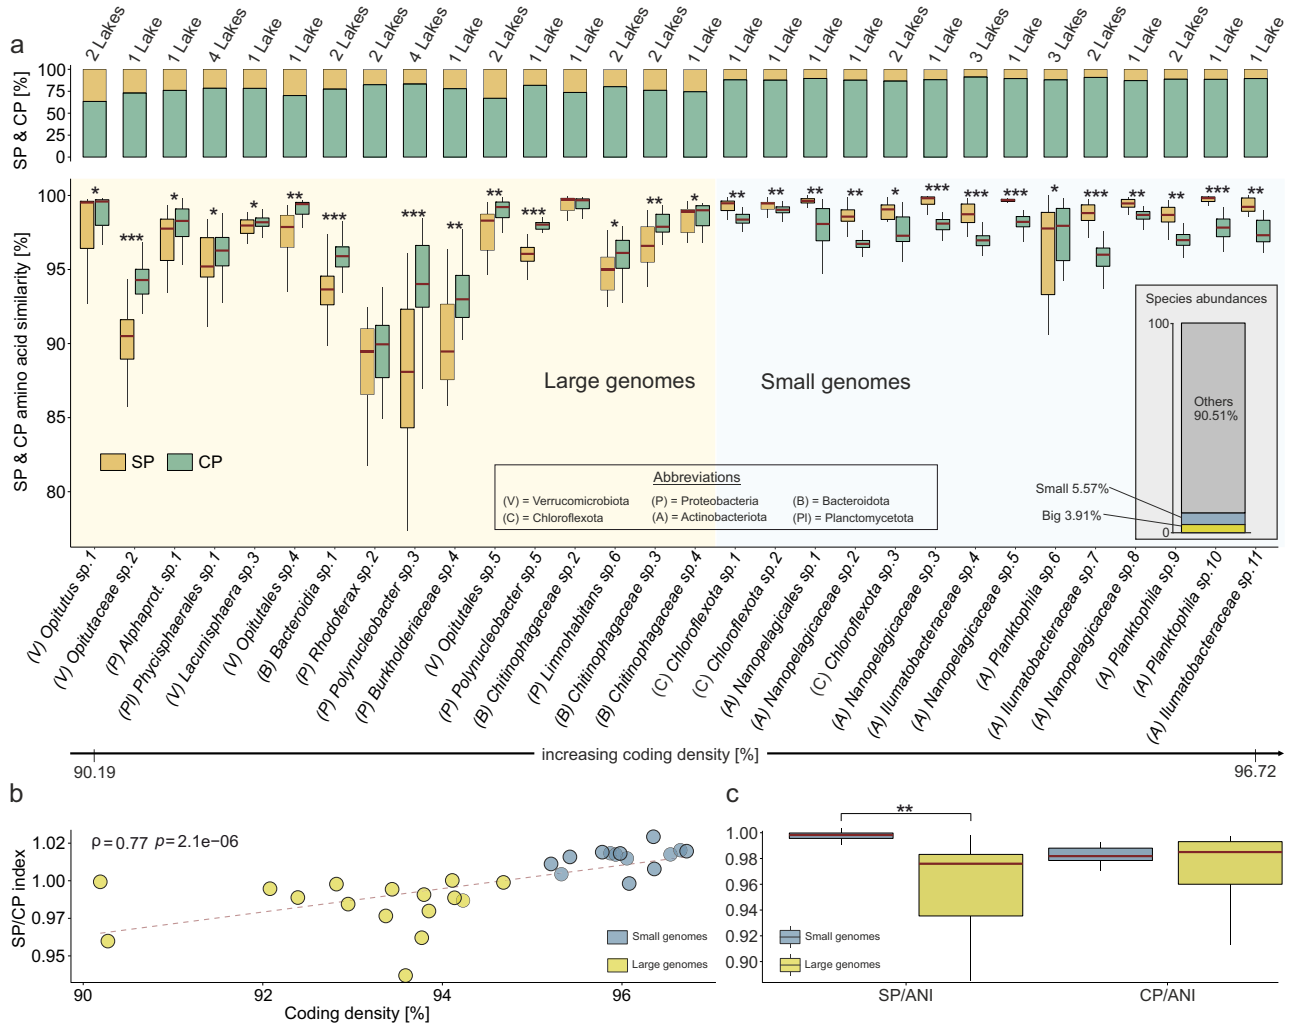 a
2 Lakes
1 Lake
1 Lake
4 Lakes
1 Lake
2 Lakes
2 Lakes
2 Lakes
4 Lakes
1 Lake
2 Lakes
1 Lake
1 Lake
2 Lakes
2 Lakes
1 Lake
1 Lake
1 Lake
1 Lake
1 Lake
2 Lakes
1 Lake
3 Lakes
1 Lake
3 Lakes
2 Lakes
1 Lake
2 Lakes
1 Lake
1 Lake
SP & CP [%]
100
75
50
25
0
SP & CP amino acid similarity [%]
100
95
90
85
80
* *** * * * ** *** *** ** ** *** * ** * ** ** ** ** * *** *** *** * *** ** ** *** **
Large genomes
Small genomes
SP CP
Abbreviations
(V) = Verrucomicrobiota (P) = Proteobacteria (B) = Bacteroidota
(C) = Chloroflexota (A) = Actinobacteriota (Pl) = Planctomycetota
Species abundances
100
Others
90.51%
Small 5.57%
Big 3.91%
0
(V) Opitutus sp.1
(V) Opitutaceae sp.2
(P) Alphaprot. sp.1
(Pl) Phycisphaerales sp.1
(V) Lacunisphaera sp.3
(V) Opitutales sp.4
(B) Bacteroidia sp.1
(P) Rhodoferax sp.2
(P) Polynucleobacter sp.3
(P) Burkholderiaceae sp.4
(V) Opitutales sp.5
(P) Polynucleobacter sp.5
(B) Chitinophagaceae sp.2
(P) Limnohabitans sp.6
(B) Chitinophagaceae sp.3
(B) Chitinophagaceae sp.4
(C) Chloroflexota sp.1
(C) Chloroflexota sp.2
(A) Nanopelagicales sp.1
(A) Nanopelagicaceae sp.2
(C) Chloroflexota sp.3
(A) Nanopelagicaceae sp.3
(A) Ilumatobacteraceae sp.4
(A) Nanopelagicaceae sp.5
(A) Planktophila sp.6
(A) Ilumatobacteraceae sp.7
(A) Nanopelagicaceae sp.8
(A) Planktophila sp.9
(A) Planktophila sp.10
(A) Ilummatobacteraceae sp.11
increasing coding density [%]
90.19
96.72
b
ρ=0.77 p=2.1e−06
SP/CP index
1.02
1.00
0.97
0.95
Small genomes
Large genomes
90 92 94 96
Coding density [%]
c
**
1.00
0.98
0.96
0.94
0.92
0.90
Small genomes
Large genomes
SP/ANI CP/ANI